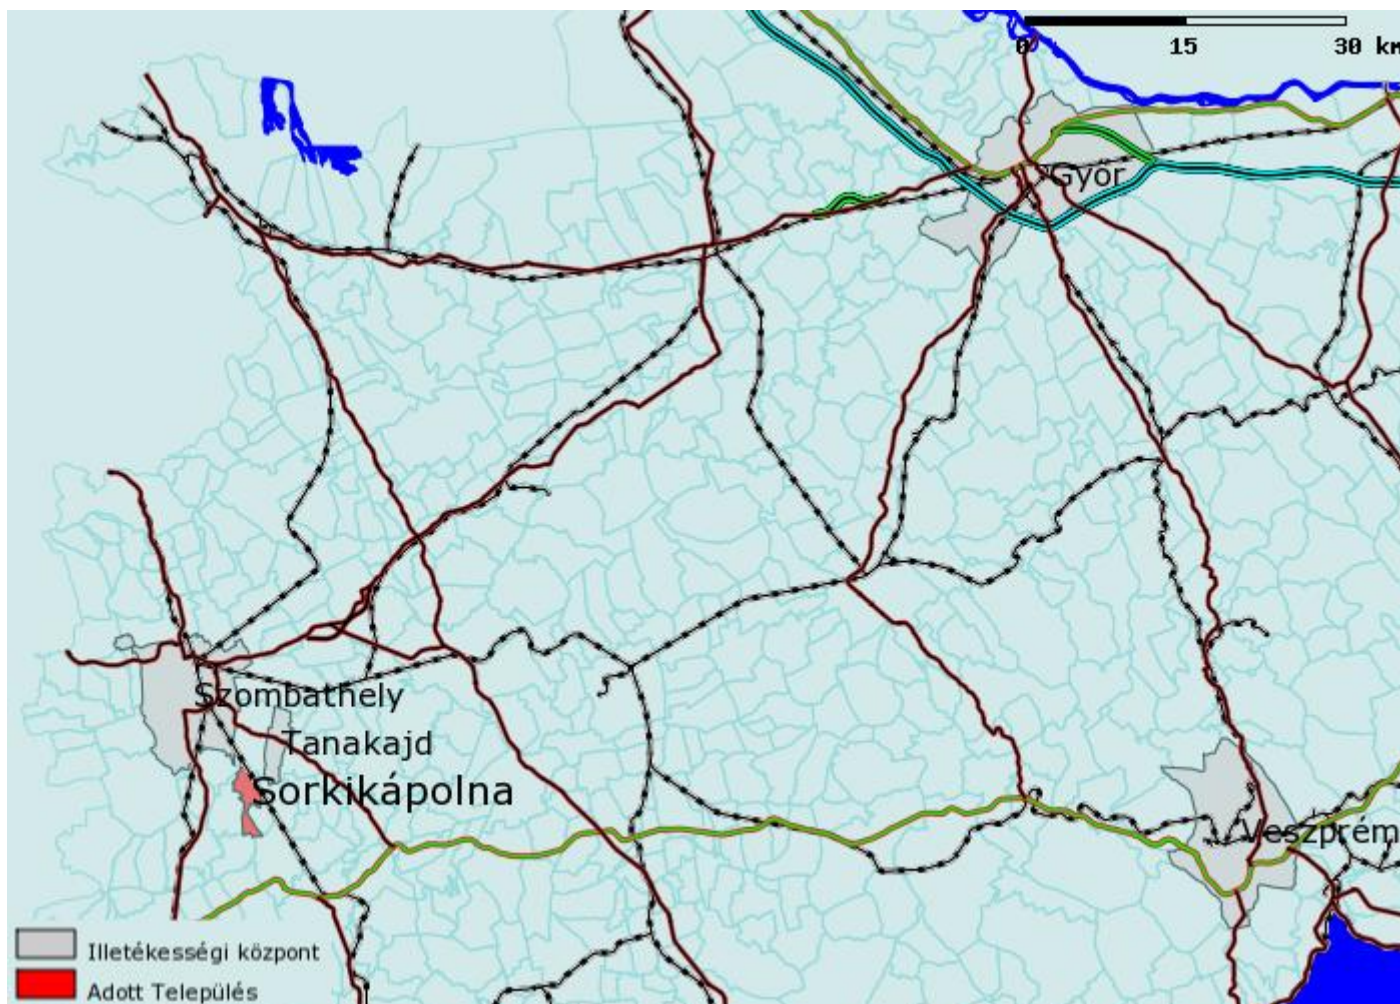 0 15 30 km
Győr
Szombathely
Tanakajd
Sorkikápolna
Veszprém
Illetékességi központ
Adott Település